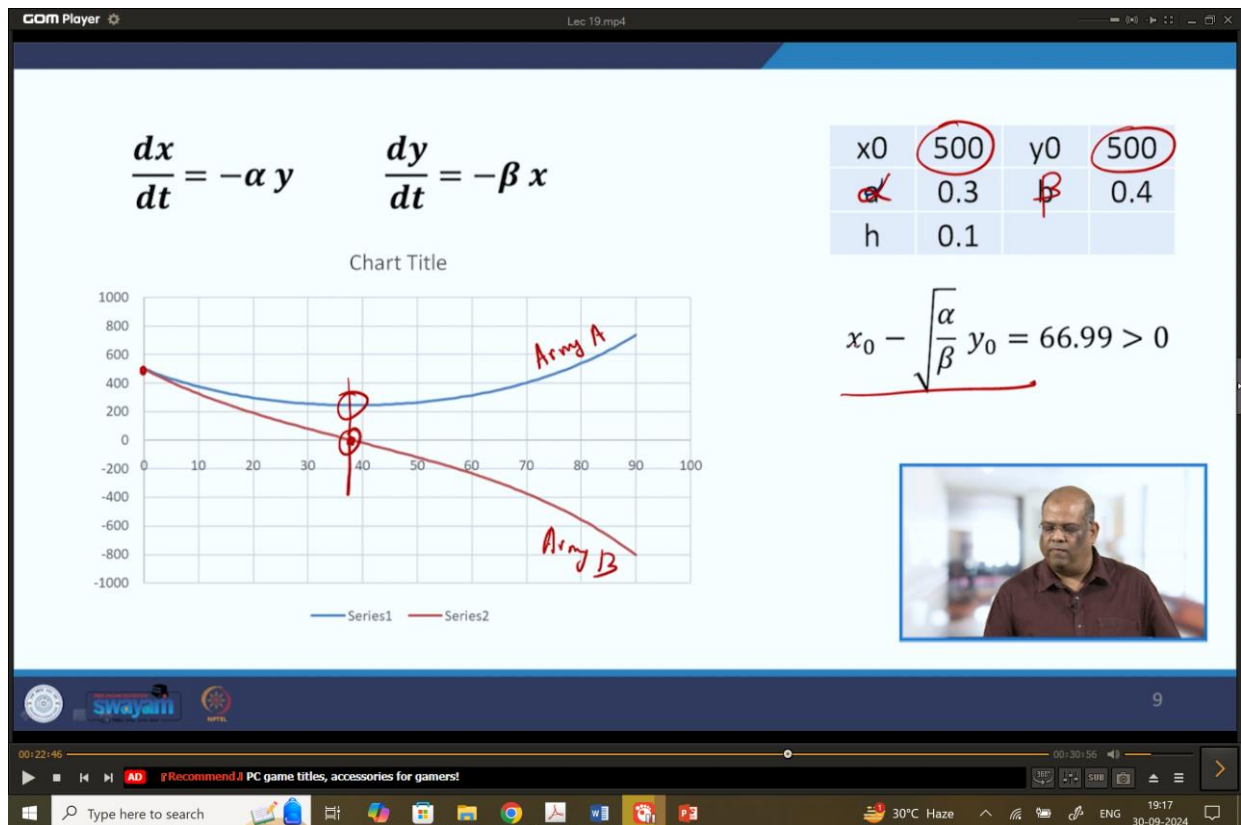 GOM Player
Lec 19.mp4
dx/dt = -α y
dy/dt = -β x
x0 500 y0 500
α 0.3 β 0.4
h 0.1
x₀ - √(α/β) y₀ = 66.99 > 0
Chart Title
1000
800
600
400
200
0
-200
-400
-600
-800
-1000
0 10 20 30 40 50 60 70 80 90 100
Army A
Army B
Series1 Series2
swayam
NPTEL
9
00:22:46
00:30:56
AD Recommend PC game titles, accessories for gamers!
360° SUB
Type here to search
30°C Haze
ENG
19:17
30-09-2024